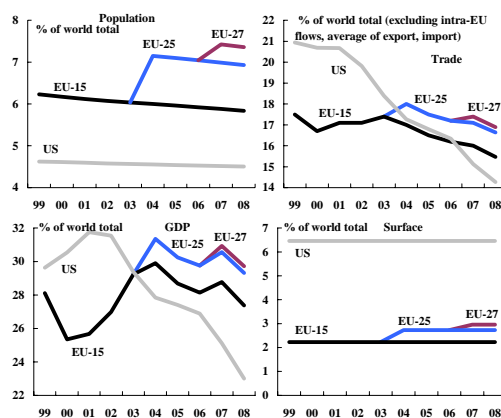 Population
% of world total
8
7
6
5
4
EU-25
EU-27
EU-15
US
99 00 01 02 03 04 05 06 07 08
% of world total (excluding intra-EU
flows, average of export, import)
Trade
22
21
20
19
18
17
16
15
14
US
EU-15
EU-25
EU-27
99 00 01 02 03 04 05 06 07 08
% of world total
GDP
32
30
28
26
24
22
US
EU-25
EU-27
EU-15
99 00 01 02 03 04 05 06 07 08
% of world total
Surface
7
6
5
4
3
2
1
0
US
EU-15
EU-25
EU-27
99 00 01 02 03 04 05 06 07 08